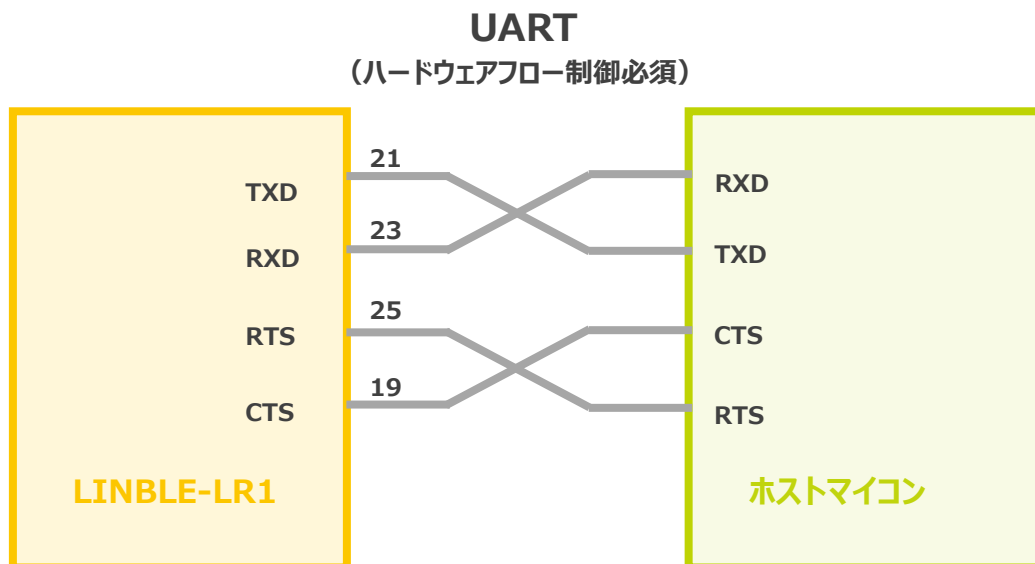 UART
（ハードウェアフロー制御必須）
21
TXD
RXD
23
RXD
TXD
25
RTS
CTS
19
CTS
RTS
LINBLE-LR1
ホストマイコン